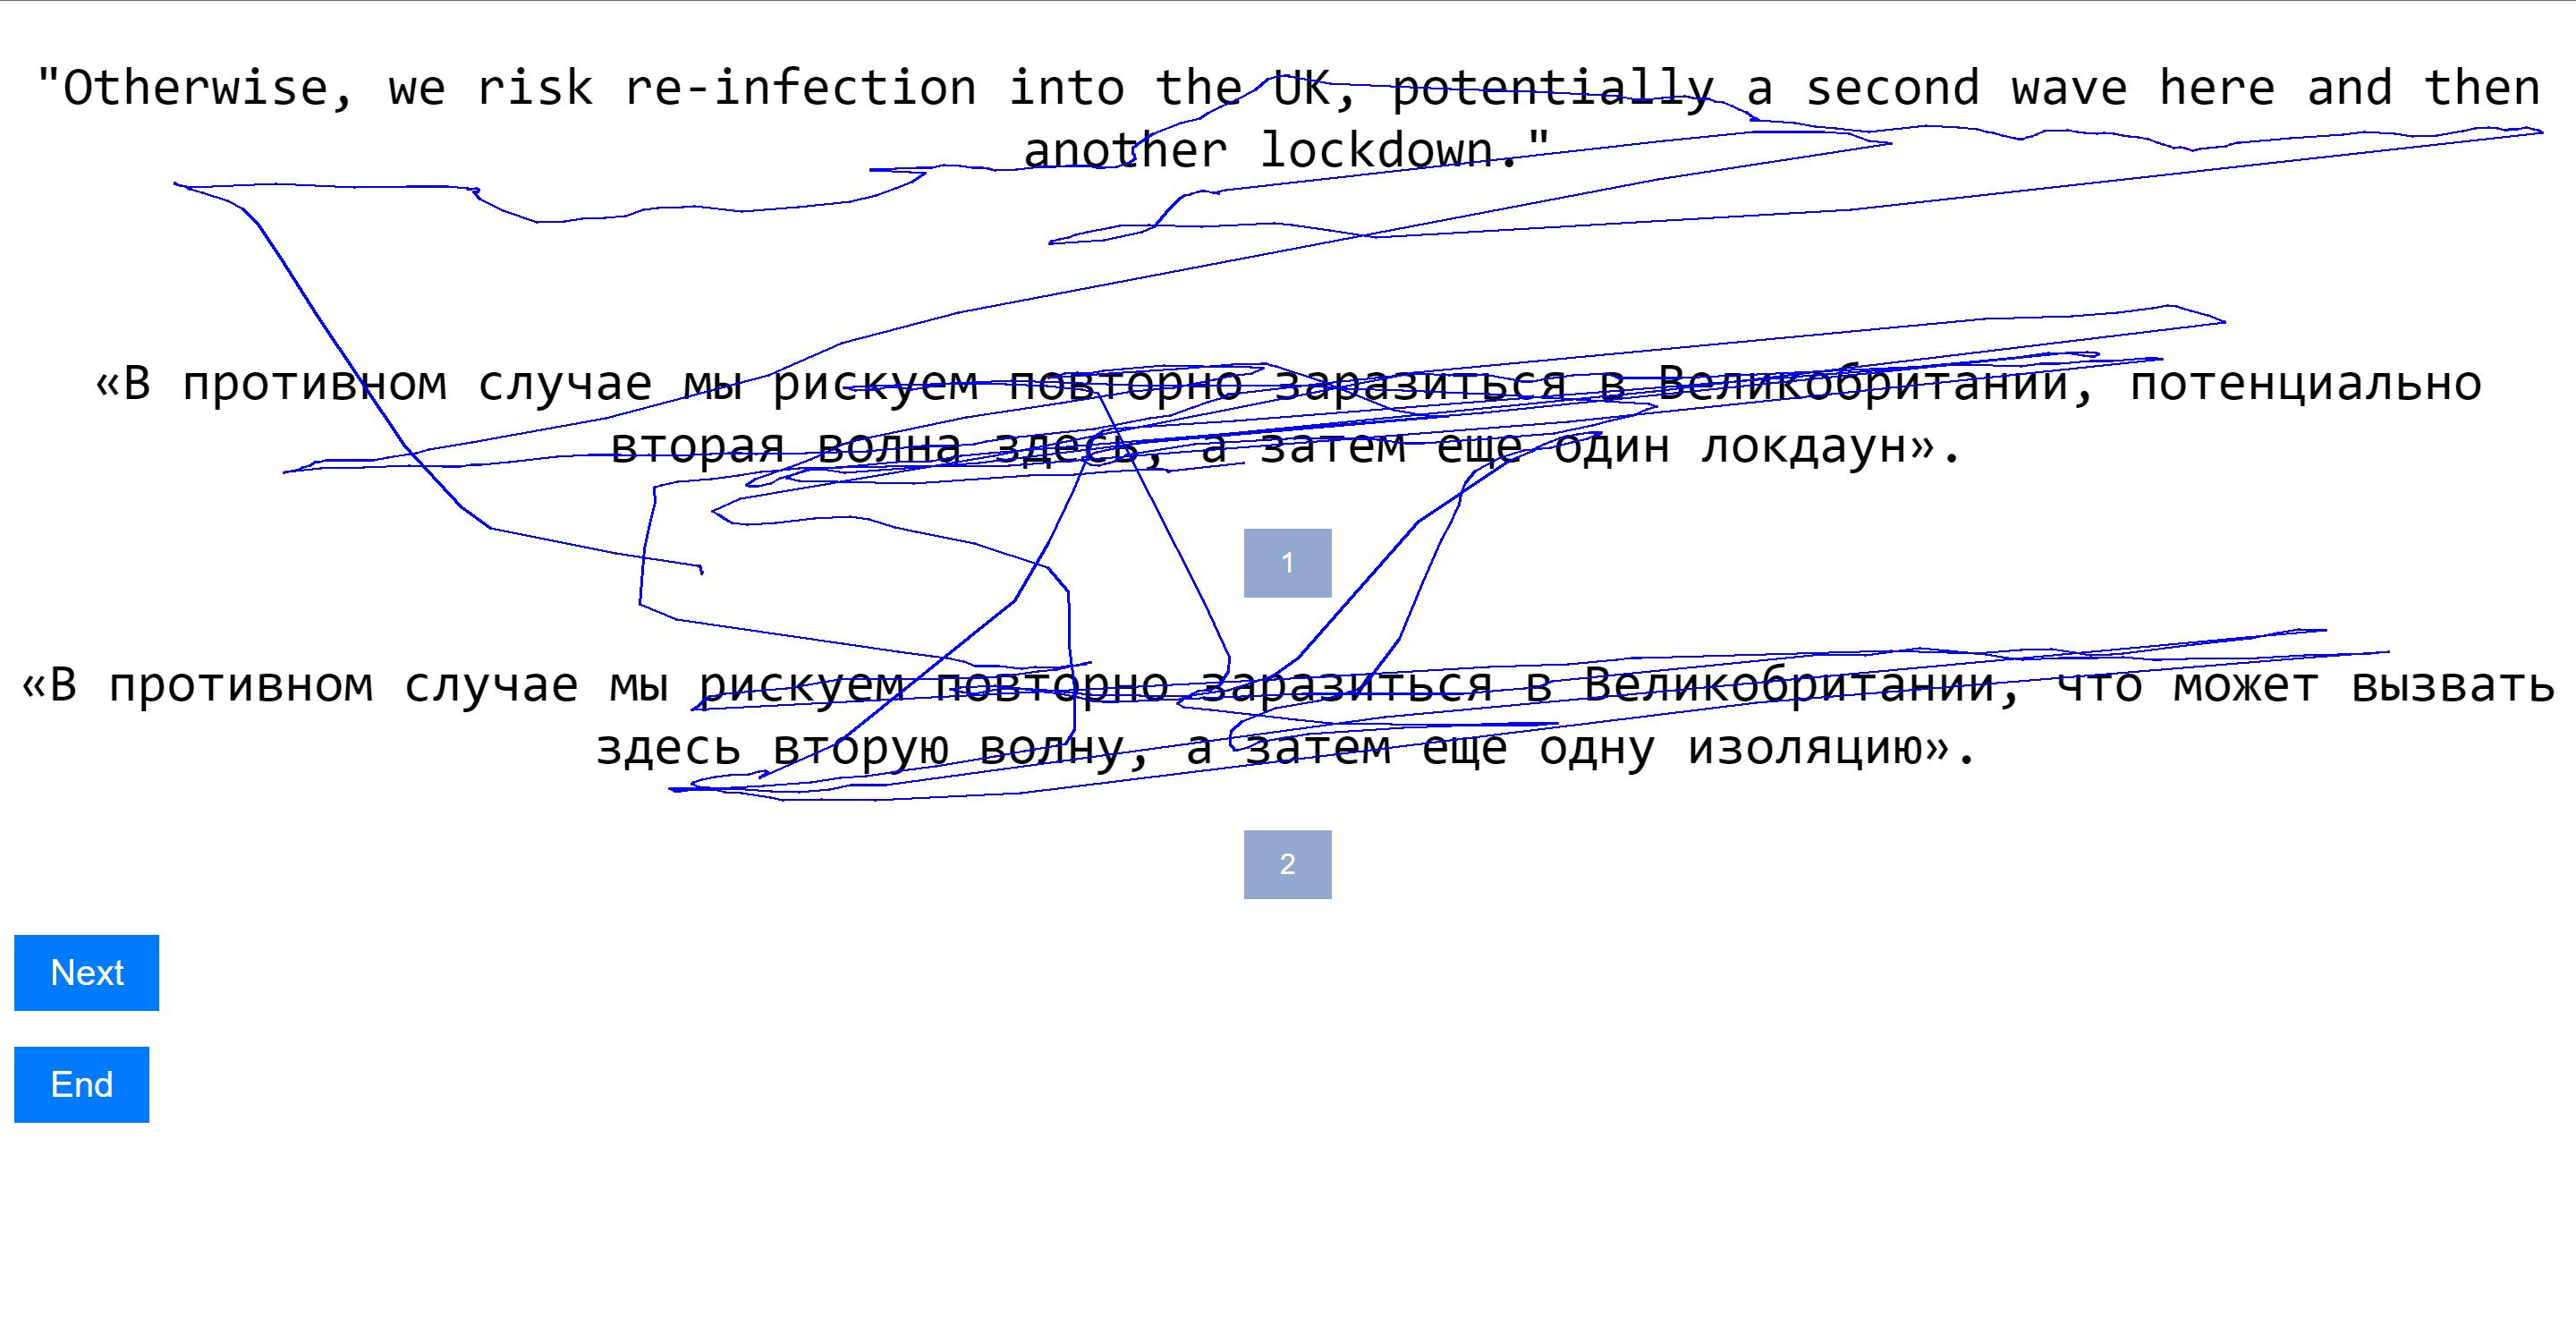 "Otherwise, we risk re-infection into the UK, potentially a second wave here and then
another lockdown."
«В противном случае мы рискуем повторно заразиться в Великобритании, потенциально
вторая волна здесь, а затем еще один локдаун».
1
«В противном случае мы рискуем повторно заразиться в Великобритании, что может вызвать
здесь вторую волну, а затем еще одну изоляцию».
2
Next
End